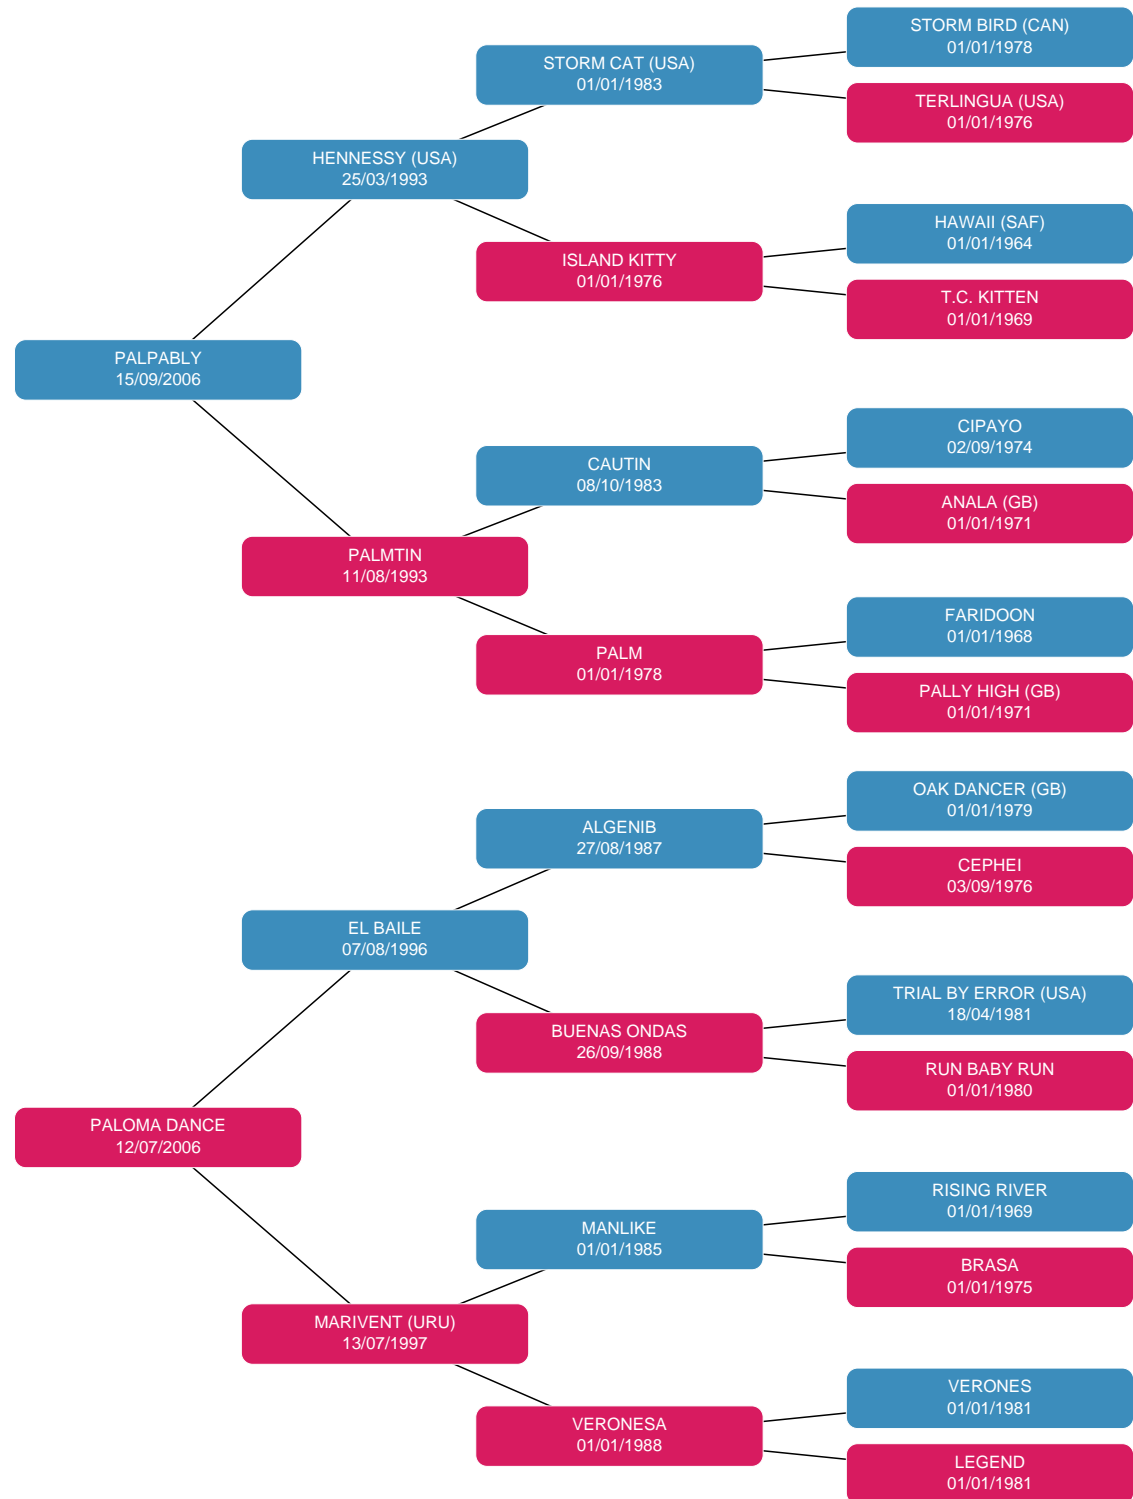 STORM BIRD (CAN)
01/01/1978
STORM CAT (USA)
01/01/1983
TERLINGUA (USA)
01/01/1976
HENNESSY (USA)
25/03/1993
HAWAII (SAF)
01/01/1964
ISLAND KITTY
01/01/1976
T.C. KITTEN
01/01/1969
PALPABLY
15/09/2006
CIPAYO
02/09/1974
CAUTIN
08/10/1983
ANALA (GB)
01/01/1971
PALMTIN
11/08/1993
FARIDOON
01/01/1968
PALM
01/01/1978
PALLY HIGH (GB)
01/01/1971
OAK DANCER (GB)
01/01/1979
ALGENIB
27/08/1987
CEPHEI
03/09/1976
EL BAILE
07/08/1996
TRIAL BY ERROR (USA)
18/04/1981
BUENAS ONDAS
26/09/1988
RUN BABY RUN
01/01/1980
PALOMA DANCE
12/07/2006
RISING RIVER
01/01/1969
MANLIKE
01/01/1985
BRASA
01/01/1975
MARIVENT (URU)
13/07/1997
VERONES
01/01/1981
VERONESA
01/01/1988
LEGEND
01/01/1981